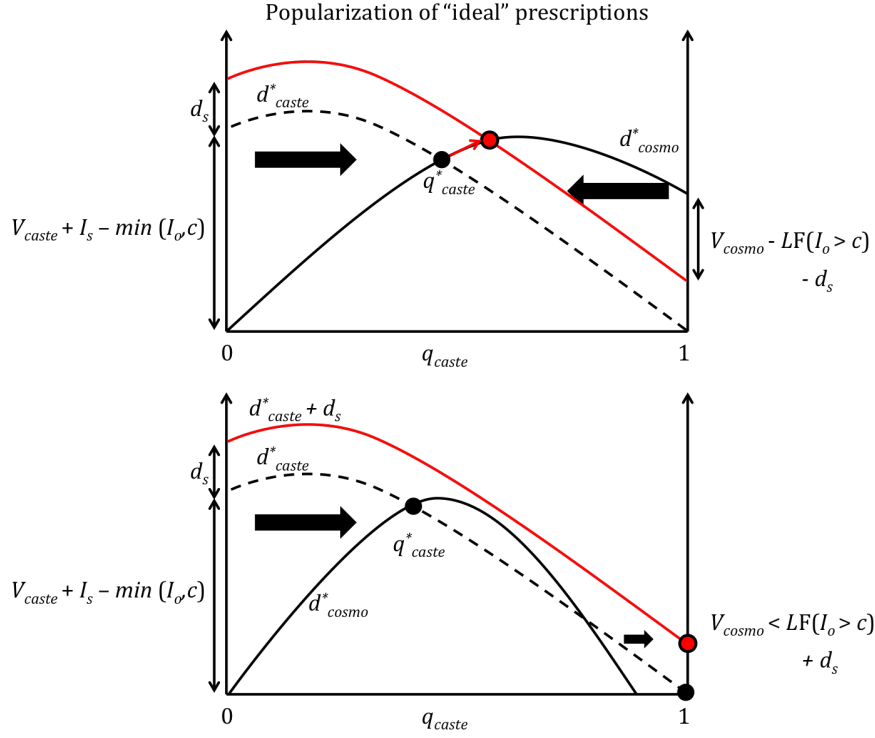 Popularization of “ideal” prescriptions
d_s
d*_caste
d*_cosmo
q*_caste
V_caste + I_s – min (I_o,c)
V_cosmo - LF(I_o > c)
- d_s
0
q_caste
1
d*_caste + d_s
d*_caste
d_s
q*_caste
V_caste + I_s – min (I_o,c)
d*_cosmo
V_cosmo < LF(I_o > c)
+ d_s
0
q_caste
1